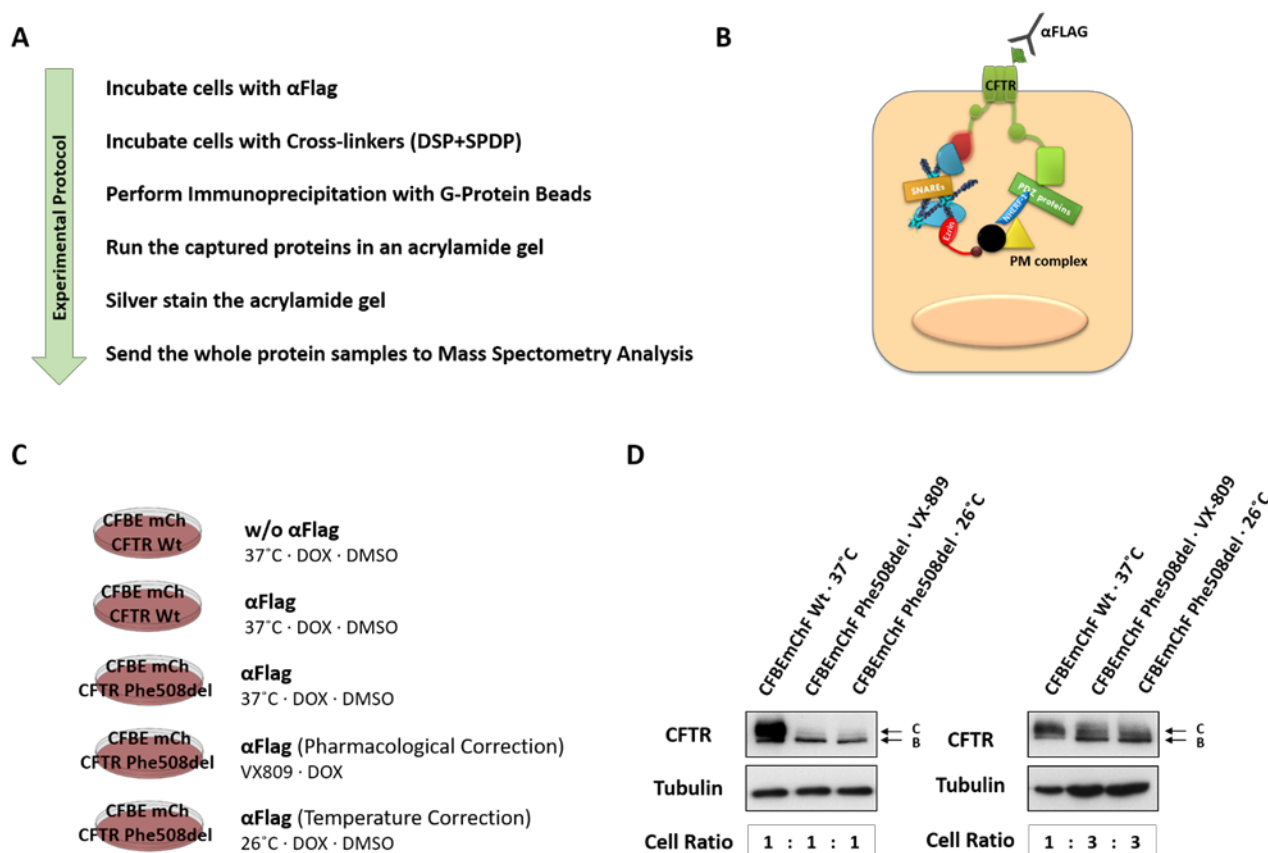 A
Experimental Protocol
Incubate cells with αFlag
Incubate cells with Cross-linkers (DSP+SPDP)
Perform Immunoprecipitation with G-Protein Beads
Run the captured proteins in an acrylamide gel
Silver stain the acrylamide gel
Send the whole protein samples to Mass Spectometry Analysis
B
αFLAG
CFTR
SNAREs
PDZ proteins
NHERF-1
Ezrin
PM complex
C
CFBE mCh
CFTR Wt
w/o αFlag
37˚C · DOX · DMSO
CFBE mCh
CFTR Wt
αFlag
37˚C · DOX · DMSO
CFBE mCh
CFTR Phe508del
αFlag
37˚C · DOX · DMSO
CFBE mCh
CFTR Phe508del
αFlag (Pharmacological Correction)
VX809 · DOX
CFBE mCh
CFTR Phe508del
αFlag (Temperature Correction)
26˚C · DOX · DMSO
D
CFBEmChF Wt · 37˚C
CFBEmChF Phe508del · VX-809
CFBEmChF Phe508del · 26˚C
CFTR
C
B
Tubulin
Cell Ratio
1 : 1 : 1
CFBEmChF Wt · 37˚C
CFBEmChF Phe508del · VX-809
CFBEmChF Phe508del · 26˚C
CFTR
C
B
Tubulin
Cell Ratio
1 : 3 : 3